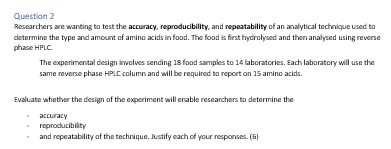 Question 2
Researchers are wanting to test the accuracy, reproducibility, and repeatability of an analytical technique used to
determine the type and amount of amino acids in food. The food is first hydrolysed and then analysed using reverse
phase HPLC.
The experimental design involves sending 18 food samples to 14 laboratories. Each laboratory will use the
same reverse phase HPLC column and will be required to report on 15 amino acids.
Evaluate whether the design of the experiment will enable researchers to determine the
- accuracy
- reproducibility
- and repeatability of the technique. Justify each of your responses. (6)